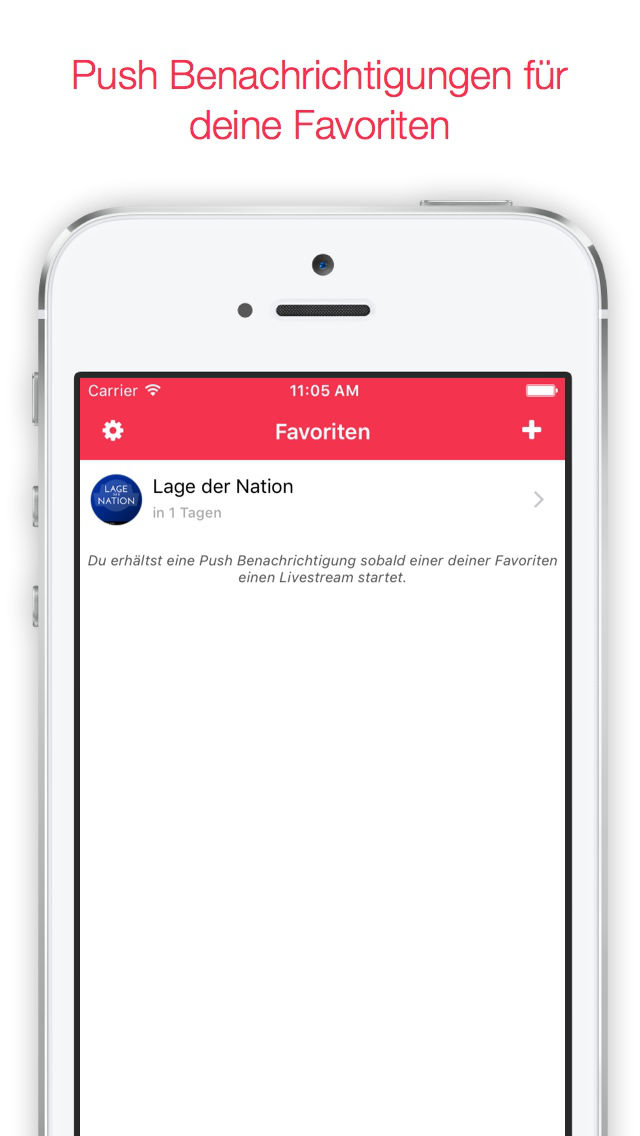 Push Benachrichtigungen für
deine Favoriten
Carrier 11:05 AM
Favoriten
LAGE
DER
NATION
Lage der Nation
in 1 Tagen
Du erhältst eine Push Benachrichtigung sobald einer deiner Favoriten
einen Livestream startet.